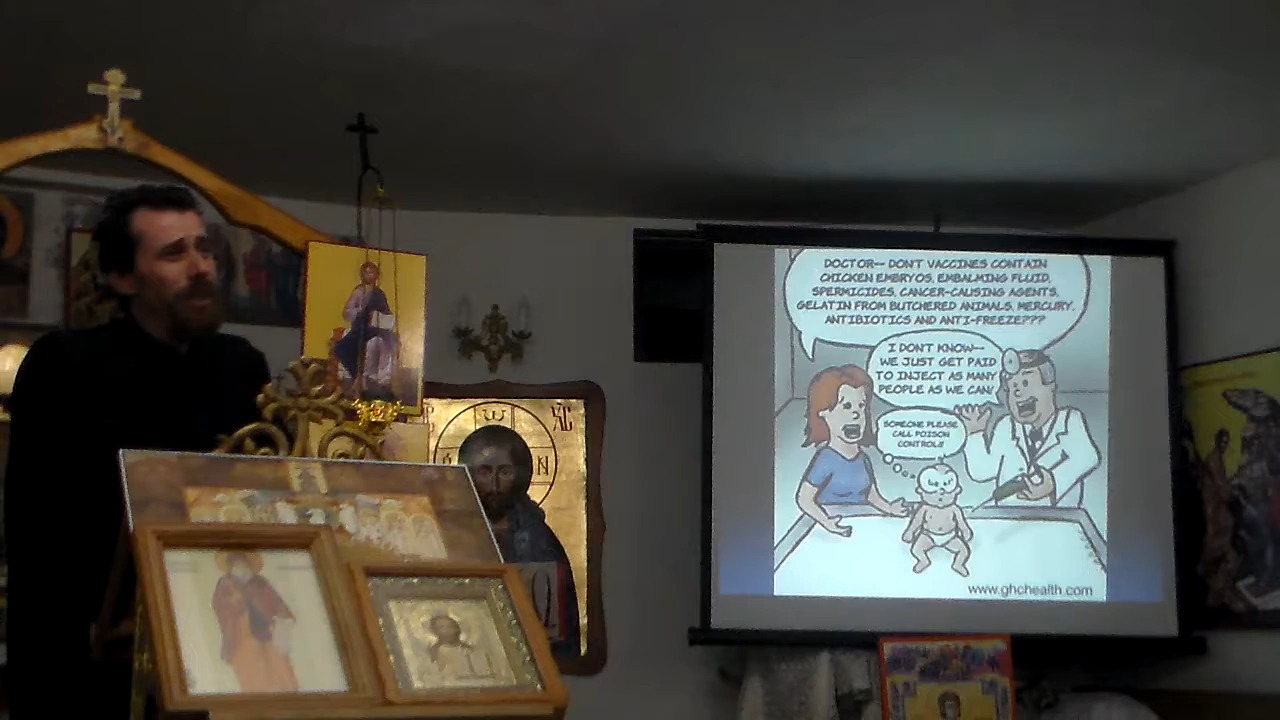 DOCTOR-- DON'T VACCINES CONTAIN
CHICKEN EMBRYOS, EMBALMING FLUID,
SPERMICIDES, CANCER-CAUSING AGENTS,
GELATIN FROM BUTCHERED ANIMALS, MERCURY,
ANTIBIOTICS AND ANTI-FREEZE???
I DON'T KNOW--
WE JUST GET PAID
TO INJECT AS MANY
PEOPLE AS WE CAN!
SOMEONE PLEASE
CALL POISON
CONTROL!!
www.ghchealth.com
ω
N